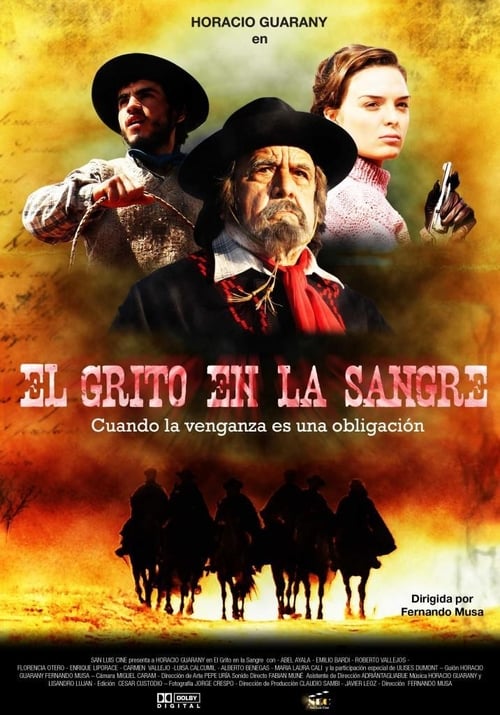 HORACIO GUARANY
en
EL GRITO EN LA SANGRE
Cuando la venganza es una obligación
Dirigida por
Fernando Musa
SAN LUIS CINE presenta a HORACIO GUARANY en El Grito en la Sangre con - ABEL AYALA - EMILIO BARDI - ROBERTO VALLEJOS -
FLORENCIA OTERO - ENRIQUE LIPORACE - CARMEN VALLEJO - LUISA CALCUMIL - ALBERTO BENEGAS - MARIA LAURA CALI - y la participación especial de ULISES DUMONT - Guión HORACIO
GUARANY FERNANDO MUSA - Cámara MIGUEL CARAM - Dirección de Arte PEPE URIA Sonido Directo FABIAN MUNÉ Asistente de Dirección ADRIÁNTAGLIABUE Música HORACIO GUARANY Y
LISANDRO LUJAN - Edición CESAR CUSTODIO - Fotografía JORGE CRESPO - Dirección de Producción CLAUDIO SAMBI - JAVIER LEOZ - Dirección FERNANDO MUSA
DOLBY
DIGITAL